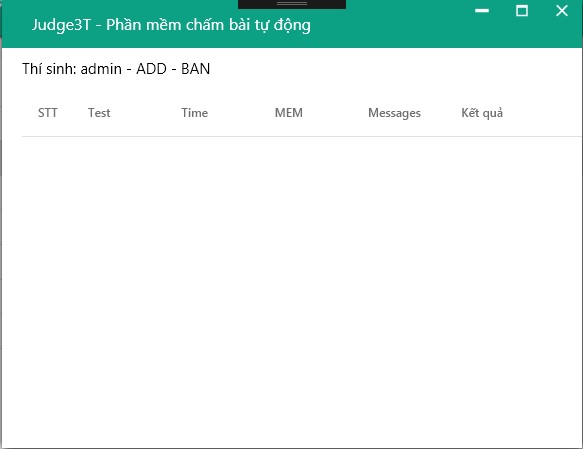 Judge3T - Phần mềm chấm bài tự động
Thí sinh: admin - ADD - BAN
STT Test Time MEM Messages Kết quả